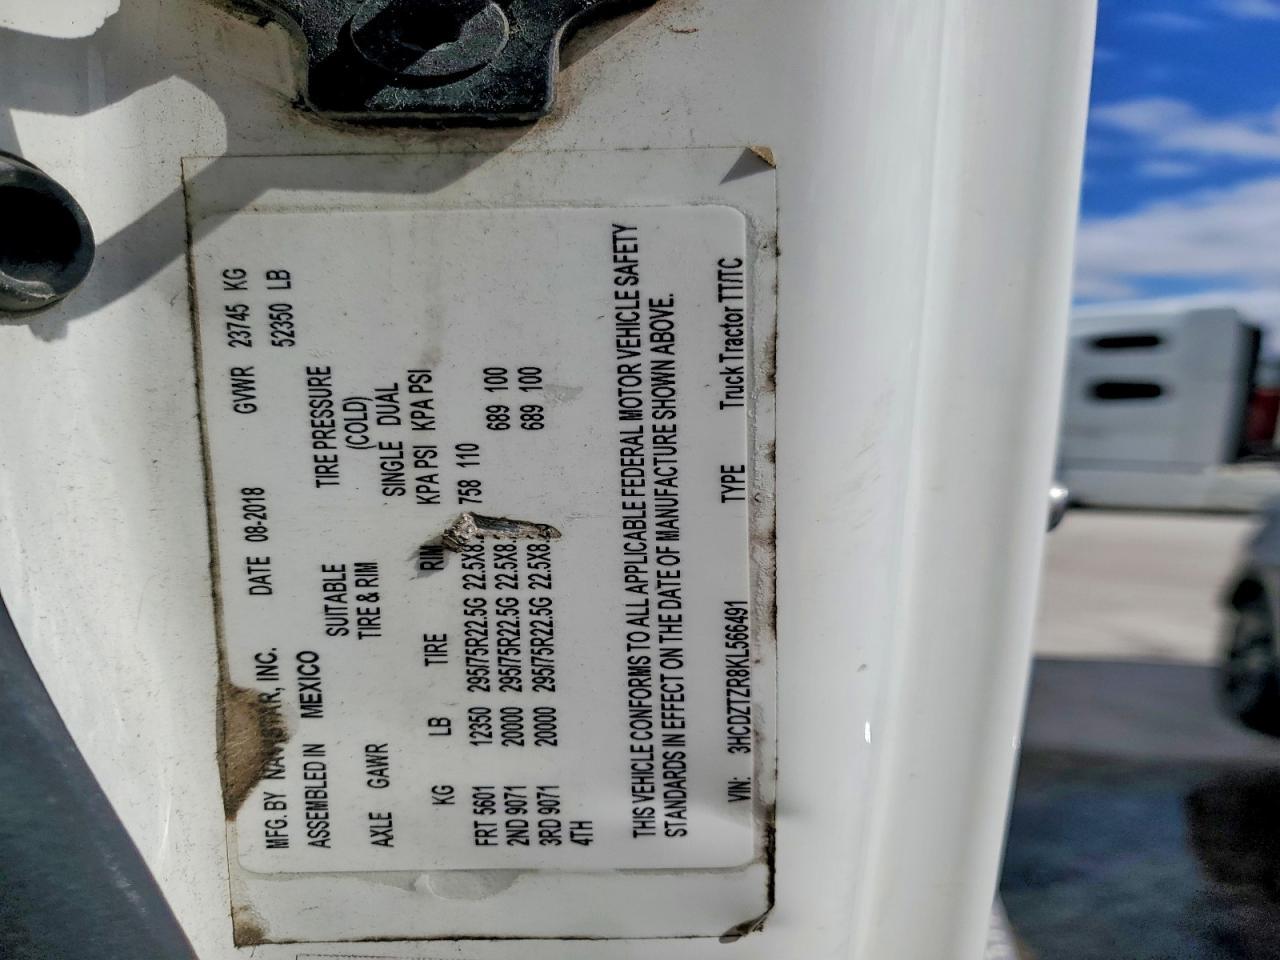 MFG. BY NAVISTAR, INC. DATE 08-2018 GVWR 23745 KG
ASSEMBLED IN MEXICO 52350 LB
SUITABLE TIRE PRESSURE
AXLE GAWR TIRE & RIM (COLD)
SINGLE DUAL
KG LB TIRE RIM KPA PSI KPA PSI
FRT 5601 12350 295/75R22.5G 22.5X8. 758 110
2ND 9071 20000 295/75R22.5G 22.5X8. 689 100
3RD 9071 20000 295/75R22.5G 22.5X8. 689 100
4TH
THIS VEHICLE CONFORMS TO ALL APPLICABLE FEDERAL MOTOR VEHICLE SAFETY
STANDARDS IN EFFECT ON THE DATE OF MANUFACTURE SHOWN ABOVE.
VIN: 3HCDZTZR8KL566491 TYPE Truck Tractor TT/TC